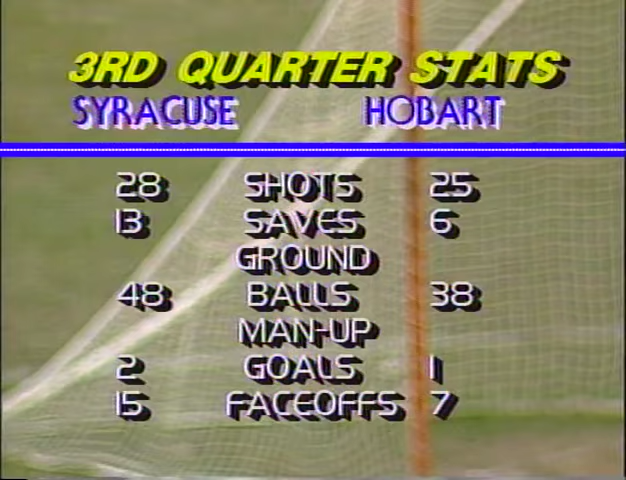 3RD QUARTER STATS
SYRACUSE HOBART
28 SHOTS 25
13 SAVES 6
GROUND
48 BALLS 38
MAN-UP
2 GOALS 1
15 FACEOFFS 7